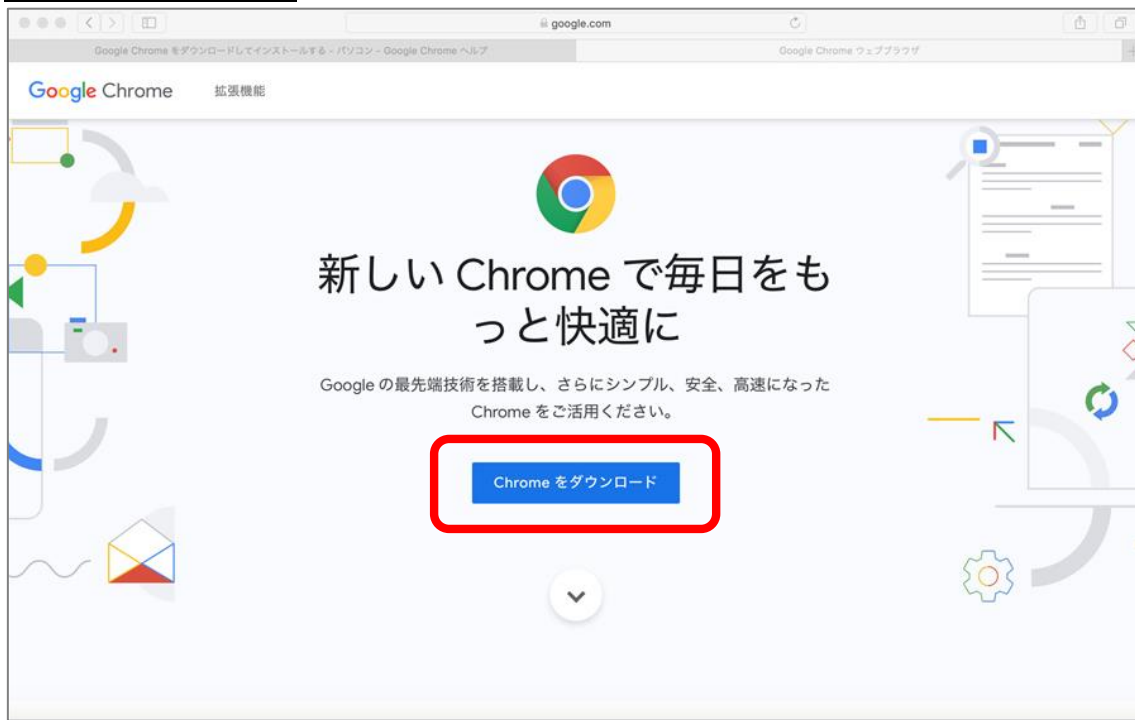 google.com
Google Chrome をダウンロードしてインストールする - パソコン - Google Chrome ヘルプ
Google Chrome ウェブブラウザ
Google Chrome 拡張機能
新しい Chrome で毎日をも
っと快適に
Google の最先端技術を搭載し、さらにシンプル、安全、高速になった
Chrome をご活用ください。
Chrome をダウンロード